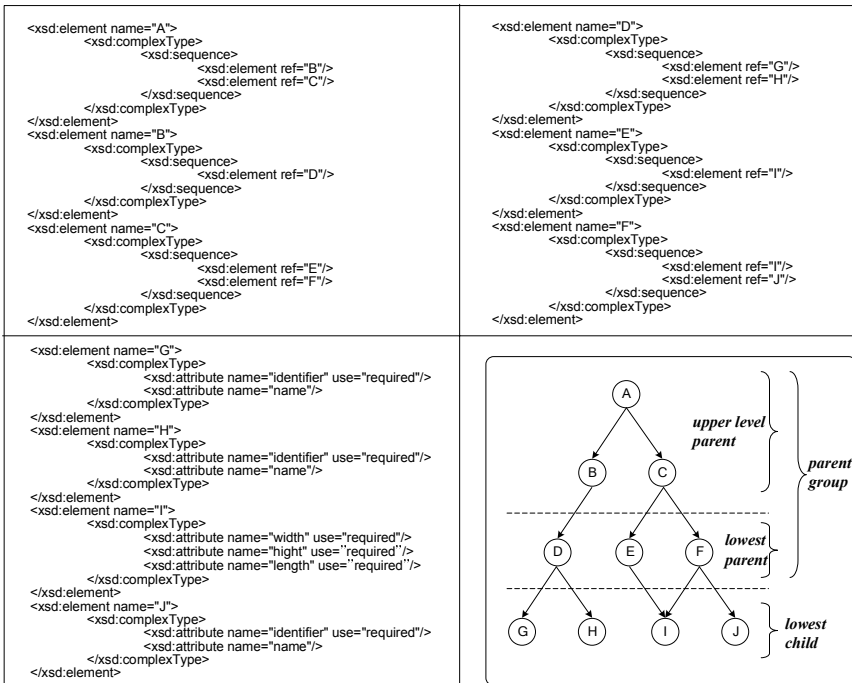 <xsd:element name="A">
<xsd:complexType>
<xsd:sequence>
<xsd:element ref="B"/>
<xsd:element ref="C"/>
</xsd:sequence>
</xsd:complexType>
</xsd:element>
<xsd:element name="B">
<xsd:complexType>
<xsd:sequence>
<xsd:element ref="D"/>
</xsd:sequence>
</xsd:complexType>
</xsd:element>
<xsd:element name="C">
<xsd:complexType>
<xsd:sequence>
<xsd:element ref="E"/>
<xsd:element ref="F"/>
</xsd:sequence>
</xsd:complexType>
</xsd:element>
<xsd:element name="D">
<xsd:complexType>
<xsd:sequence>
<xsd:element ref="G"/>
<xsd:element ref="H"/>
</xsd:sequence>
</xsd:complexType>
</xsd:element>
<xsd:element name="E">
<xsd:complexType>
<xsd:sequence>
<xsd:element ref="I"/>
</xsd:sequence>
</xsd:complexType>
</xsd:element>
<xsd:element name="F">
<xsd:complexType>
<xsd:sequence>
<xsd:element ref="I"/>
<xsd:element ref="J"/>
</xsd:sequence>
</xsd:complexType>
</xsd:element>
<xsd:element name="G">
<xsd:complexType>
<xsd:attribute name="identifier" use="required"/>
<xsd:attribute name="name"/>
</xsd:complexType>
</xsd:element>
<xsd:element name="H">
<xsd:complexType>
<xsd:attribute name="identifier" use="required"/>
<xsd:attribute name="name"/>
</xsd:complexType>
</xsd:element>
<xsd:element name="I">
<xsd:complexType>
<xsd:attribute name="width" use="required"/>
<xsd:attribute name="hight" use=”required”/>
<xsd:attribute name="length" use=”required”/>
</xsd:complexType>
</xsd:element>
<xsd:element name="J">
<xsd:complexType>
<xsd:attribute name="identifier" use="required"/>
<xsd:attribute name="name"/>
</xsd:complexType>
</xsd:element>
A
upper level
parent
B
C
parent
group
D
E
F
lowest
parent
G
H
I
J
lowest
child